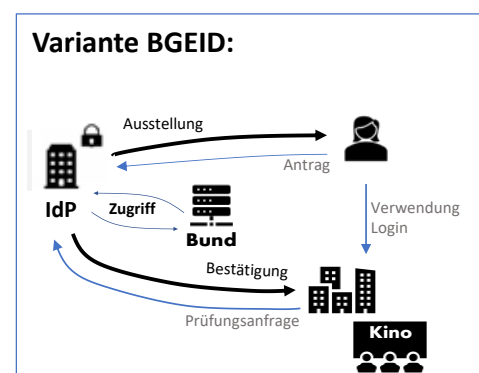 Variante BGEID:
Ausstellung
Antrag
IdP
Zugriff
Bund
Verwendung
Login
Bestätigung
Prüfungsanfrage
Kino